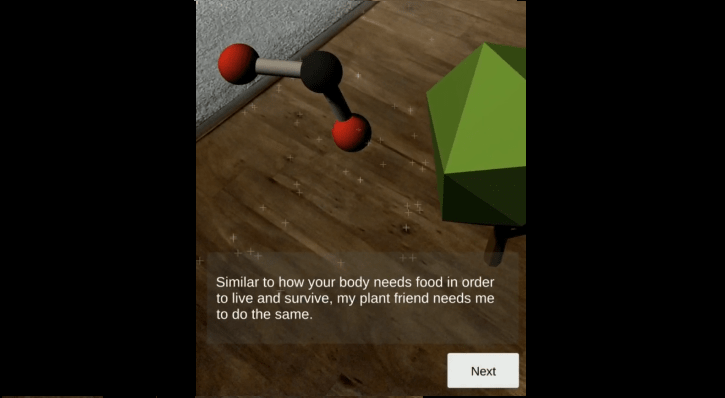 Similar to how your body needs food in order
to live and survive, my plant friend needs me
to do the same.
Next